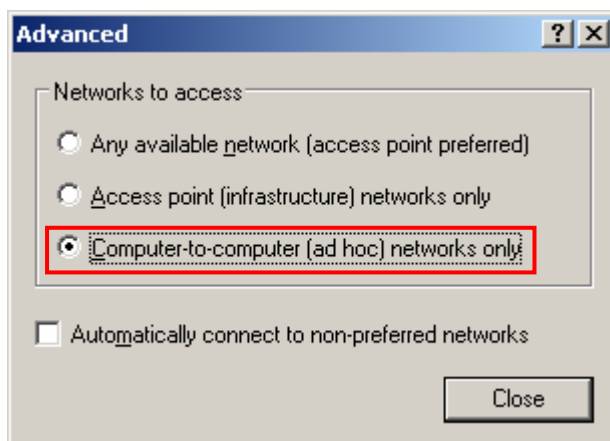 Advanced
Networks to access
Any available network (access point preferred)
Access point (infrastructure) networks only
Computer-to-computer (ad hoc) networks only
Automatically connect to non-preferred networks
Close